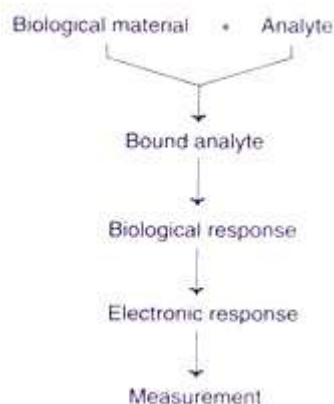 Biological material + Analyte
Bound analyte
Biological response
Electronic response
Measurement